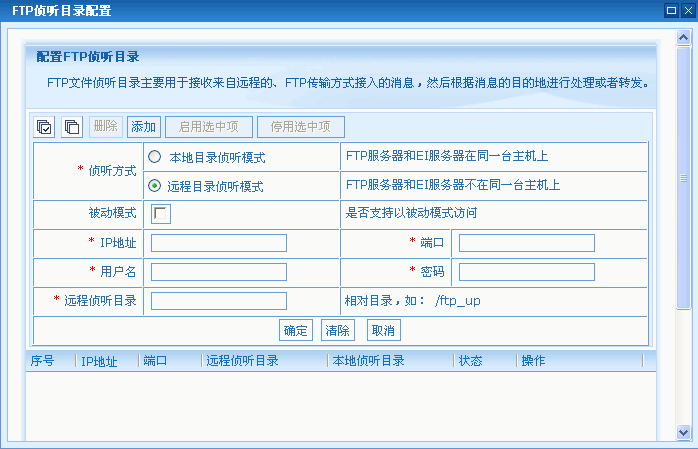 FTP侦听目录配置
配置FTP侦听目录
FTP文件侦听目录主要用于接收来自远程的、FTP传输方式接入的消息，然后根据消息的目的地进行处理或者转发。
删除 添加 启用选中项 停用选中项
* 侦听方式
本地目录侦听模式 FTP服务器和EI服务器在同一台主机上
远程目录侦听模式 FTP服务器和EI服务器不在同一台主机上
被动模式 是否支持以被动模式访问
* IP地址 * 端口
* 用户名 * 密码
* 远程侦听目录 相对目录，如： /ftp_up
确定 清除 取消
序号 IP地址 端口 远程侦听目录 本地侦听目录 状态 操作